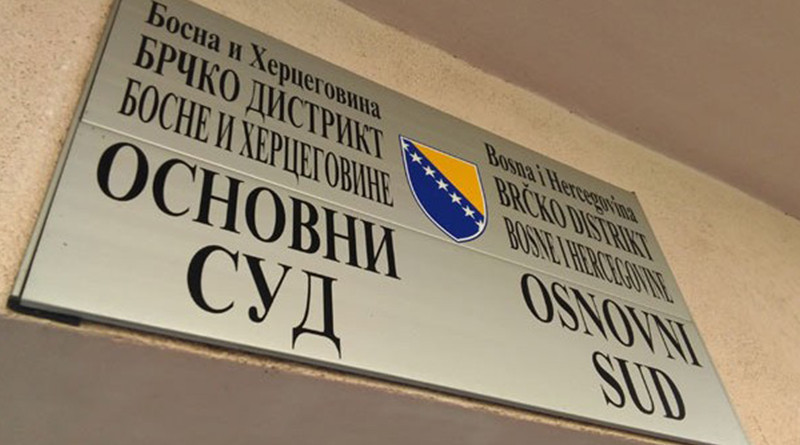 Босна и Херцеговина
БРЧКО ДИСТРИКТ
БОСНЕ И ХЕРЦЕГОВИНЕ
ОСНОВНИ
СУД
Bosna i Hercegovina
BRČKO DISTRIKT
BOSNE I HERCEGOVINE
OSNOVNI
SUD